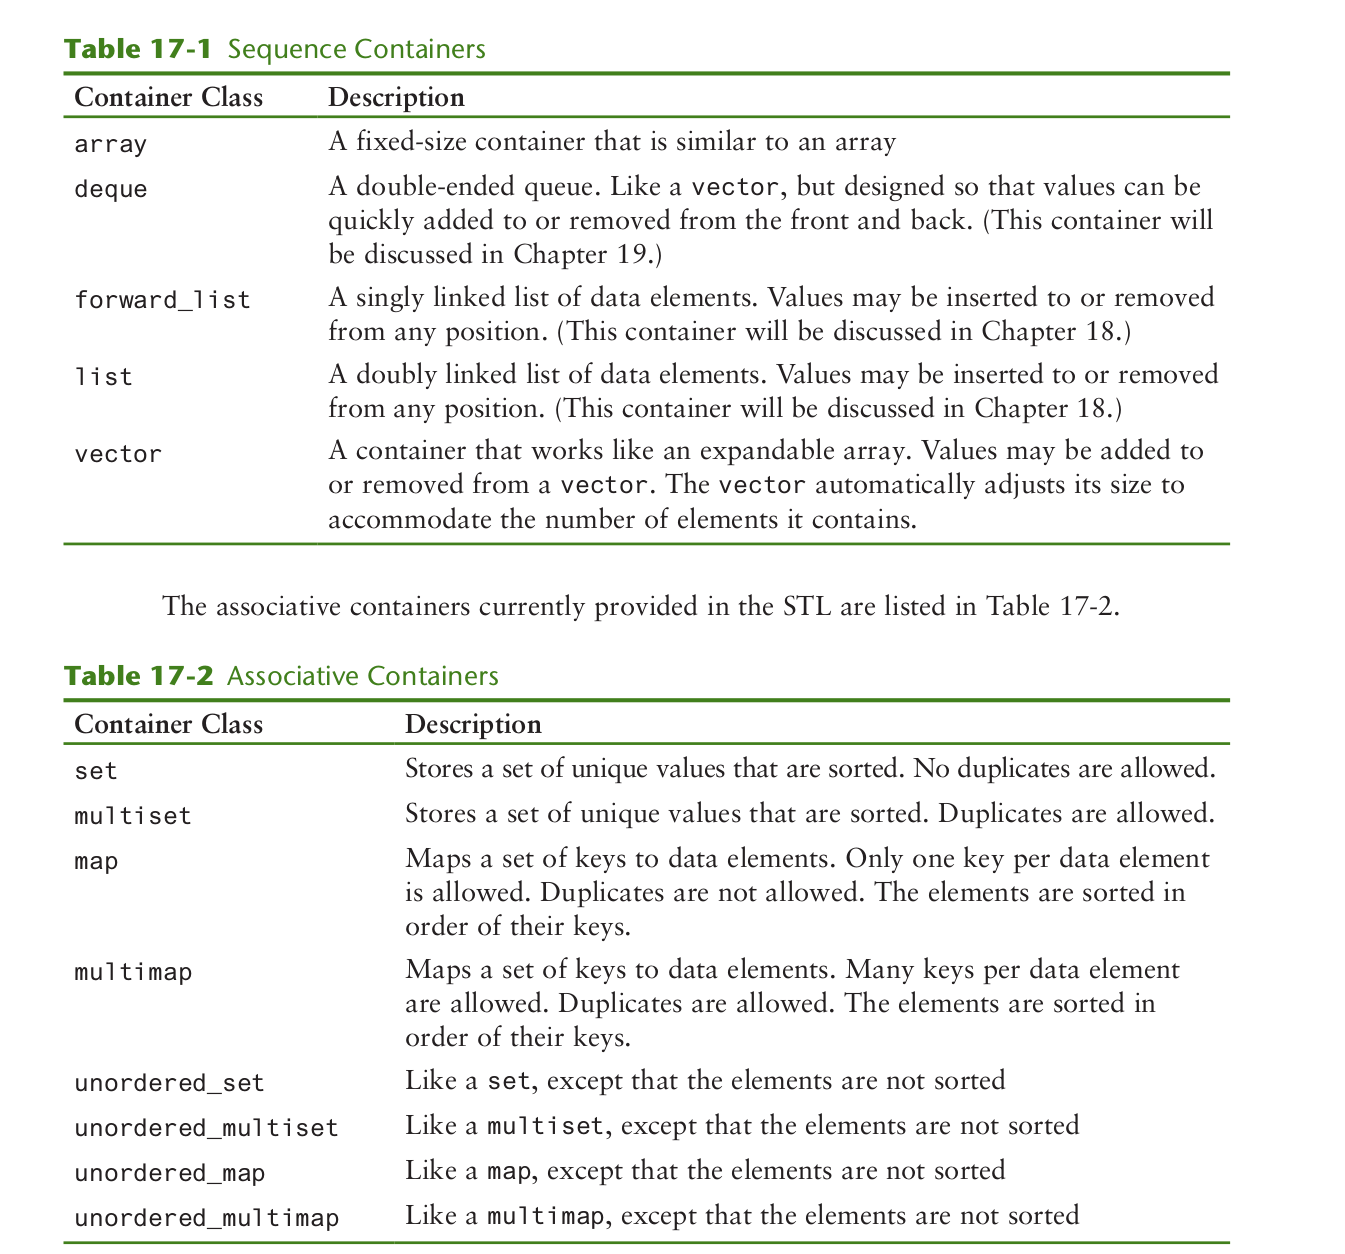 Table 17-1 Sequence Containers
Container Class Description
array A fixed-size container that is similar to an array
deque A double-ended queue. Like a vector, but designed so that values can be
quickly added to or removed from the front and back. (This container will
be discussed in Chapter 19.)
forward_list A singly linked list of data elements. Values may be inserted to or removed
from any position. (This container will be discussed in Chapter 18.)
list A doubly linked list of data elements. Values may be inserted to or removed
from any position. (This container will be discussed in Chapter 18.)
vector A container that works like an expandable array. Values may be added to
or removed from a vector. The vector automatically adjusts its size to
accommodate the number of elements it contains.
The associative containers currently provided in the STL are listed in Table 17-2.
Table 17-2 Associative Containers
Container Class Description
set Stores a set of unique values that are sorted. No duplicates are allowed.
multiset Stores a set of unique values that are sorted. Duplicates are allowed.
map Maps a set of keys to data elements. Only one key per data element
is allowed. Duplicates are not allowed. The elements are sorted in
order of their keys.
multimap Maps a set of keys to data elements. Many keys per data element
are allowed. Duplicates are allowed. The elements are sorted in
order of their keys.
unordered_set Like a set, except that the elements are not sorted
unordered_multiset Like a multiset, except that the elements are not sorted
unordered_map Like a map, except that the elements are not sorted
unordered_multimap Like a multimap, except that the elements are not sorted